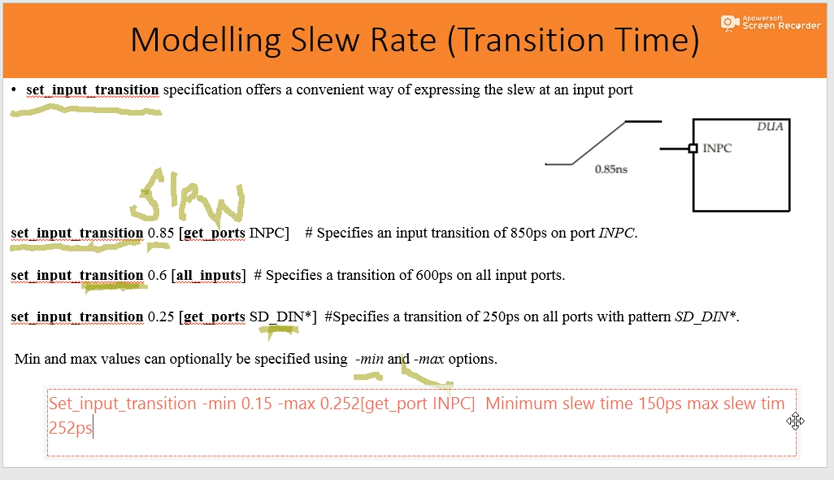 Apowersoft
Screen Recorder
Modelling Slew Rate (Transition Time)
• set_input_transition specification offers a convenient way of expressing the slew at an input port
DUA
INPC
0.85ns
Slew
set_input_transition 0.85 [get_ports INPC] # Specifies an input transition of 850ps on port INPC.
set_input_transition 0.6 [all_inputs] # Specifies a transition of 600ps on all input ports.
set_input_transition 0.25 [get_ports SD_DIN*] #Specifies a transition of 250ps on all ports with pattern SD_DIN*.
Min and max values can optionally be specified using -min and -max options.
Set_input_transition -min 0.15 -max 0.252[get_port INPC] Minimum slew time 150ps max slew tim
252ps